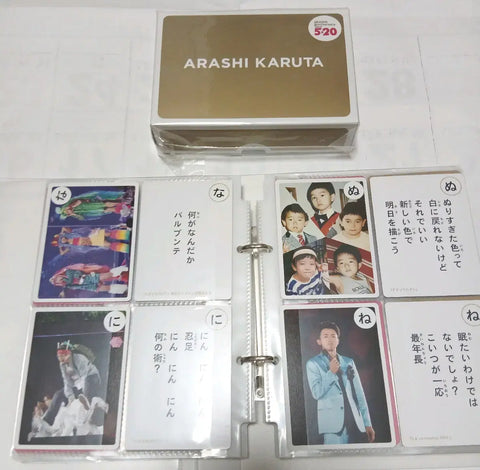 5×20
ARASHI KARUTA
な
な
何がなんだか
バルブンテ
ぬ
ぬ
ぬりすぎた色って
白に戻れないけど
それでいい
新しい色で
明日を描こう
に
に
にん にん にん
忍足
にん にん にん
何の術?
ね
ね
眠たいわけでは
ないでしょ?
こいつが一応
最年長